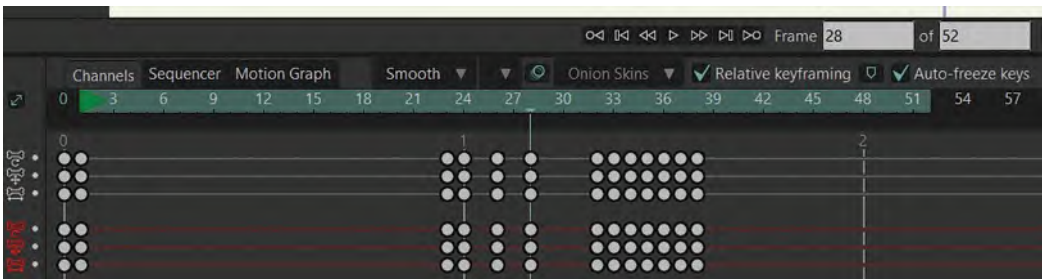 Frame 28 of 52
Channels Sequencer Motion Graph Smooth Onion Skins Relative keyframing Auto-freeze keys
0 3 6 9 12 15 18 21 24 27 30 33 36 39 42 45 48 51 54 57
0 1 2